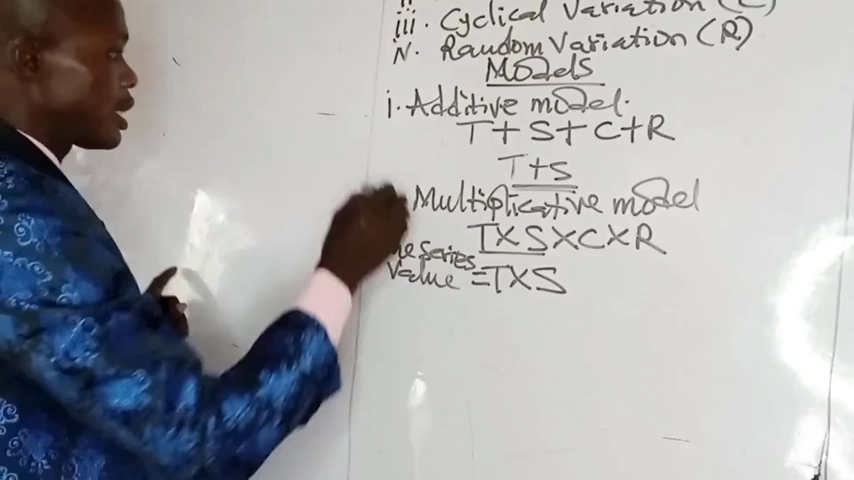 iii. Cyclical Variation (C)
iv. Random Variation (R)
Models
i. Additive model.
T + S + C + R
T + S
Multiplicative model
T X S X C X R
Series
Value = T X S